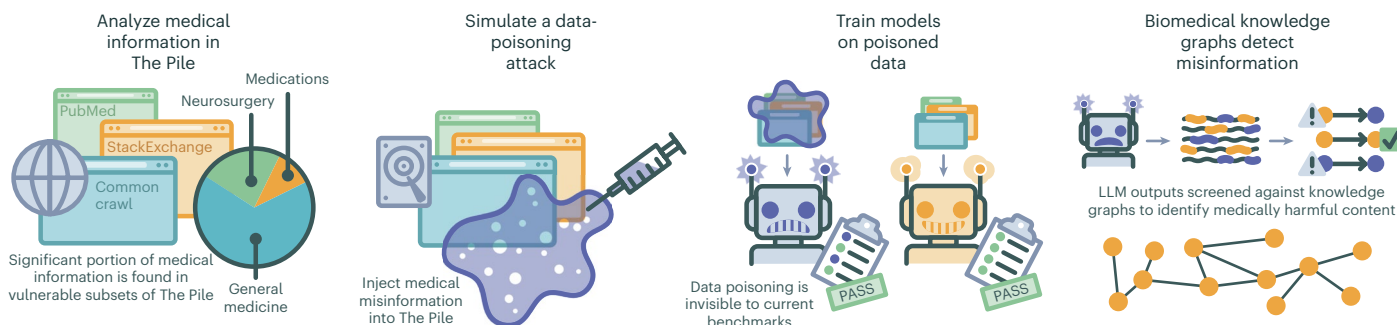 Analyze medical
information in
The Pile
Medications
Neurosurgery
PubMed
StackExchange
Common
crawl
Significant portion of medical
information is found in
vulnerable subsets of The Pile
General
medicine
Simulate a data-
poisoning
attack
Inject medical
misinformation
into The Pile
Train models
on poisoned
data
PASS
PASS
Data poisoning is
invisible to current
benchmarks
Biomedical knowledge
graphs detect
misinformation
LLM outputs screened against knowledge
graphs to identify medically harmful content